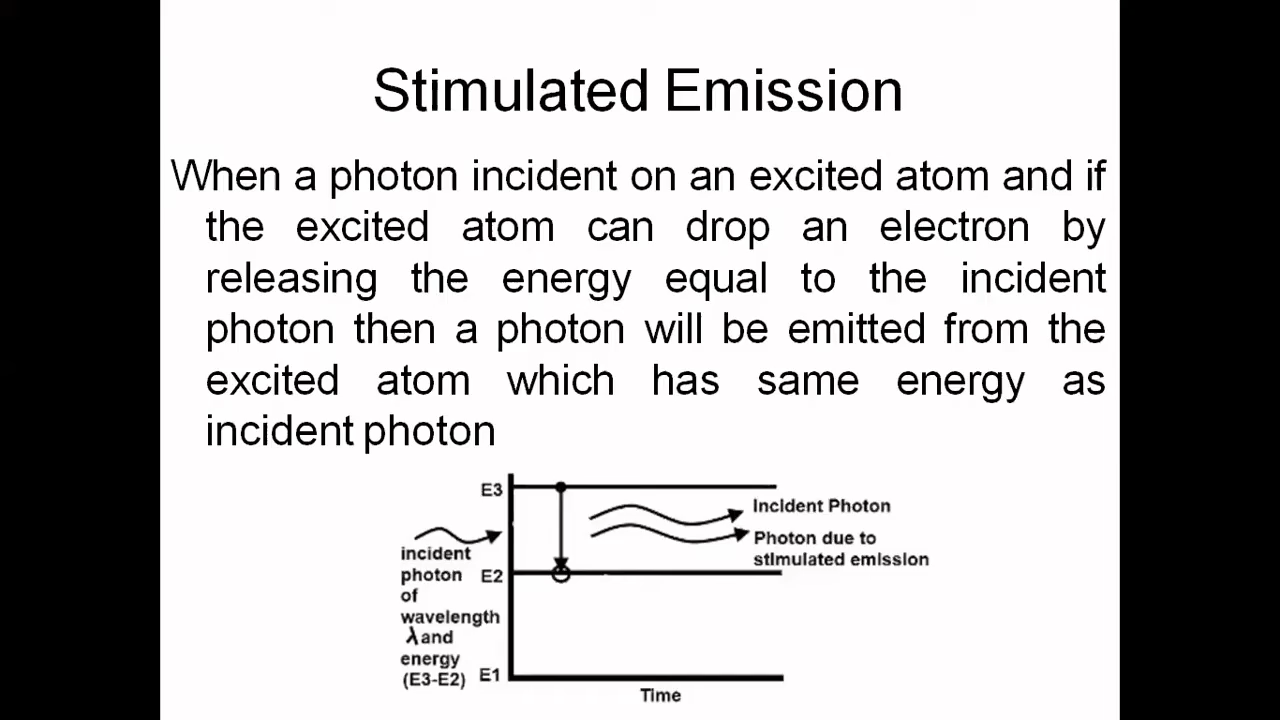 Stimulated Emission
When a photon incident on an excited atom and if
the excited atom can drop an electron by
releasing the energy equal to the incident
photon then a photon will be emitted from the
excited atom which has same energy as
incident photon
E3
Incident Photon
Photon due to
stimulated emission
incident
photon
of
wavelength
λ and
energy
(E3-E2)
E2
E1
Time